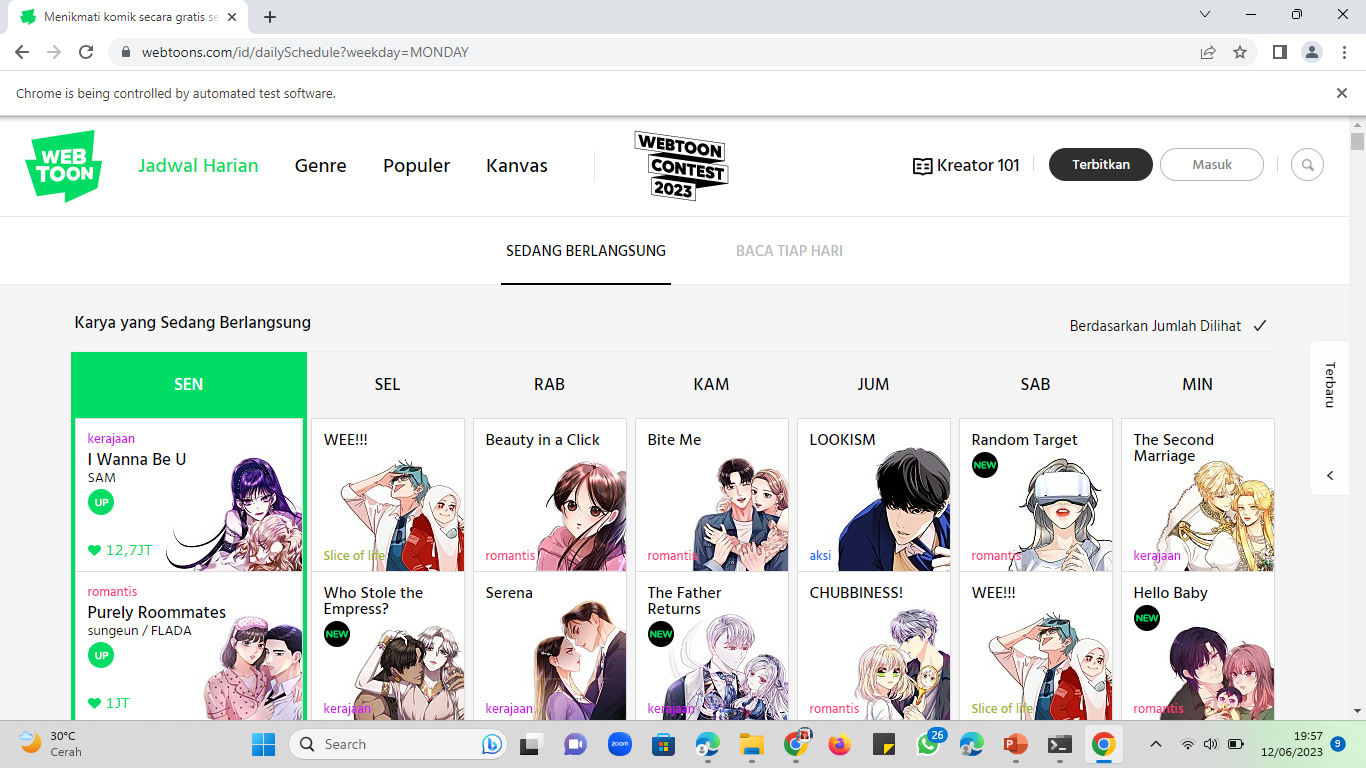 Menikmati komik secara gratis se
webtoons.com/id/dailySchedule?weekday=MONDAY
Chrome is being controlled by automated test software.
WEB
TOON
Jadwal Harian
Genre
Populer
Kanvas
WEBTOON
CONTEST
2023
Kreator 101
Terbitkan
Masuk
SEDANG BERLANGSUNG
BACA TIAP HARI
Karya yang Sedang Berlangsung
Berdasarkan Jumlah Dilihat
Terbaru
SEN
SEL
RAB
KAM
JUM
SAB
MIN
kerajaan
I Wanna Be U
SAM
UP
12,7JT
WEE!!!
Slice of life
Beauty in a Click
romantis
Bite Me
romantis
LOOKISM
aksi
Random Target
NEW
romantis
The Second
Marriage
kerajaan
romantis
Purely Roommates
sungeun / FLADA
UP
1JT
Who Stole the
Empress?
NEW
kerajaan
Serena
kerajaan
The Father
Returns
NEW
kerajaan
CHUBBINESS!
romantis
WEE!!!
Slice of life
Hello Baby
NEW
romantis
30°C
Cerah
Search
zoom
26
19:57
12/06/2023
9